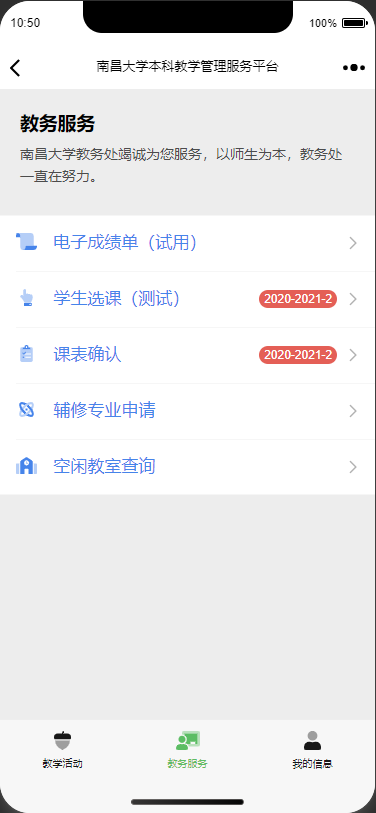 10:50
100%
南昌大学本科教学管理服务平台
教务服务
南昌大学教务处竭诚为您服务，以师生为本，教务处
一直在努力。
电子成绩单（试用）
学生选课（测试）
2020-2021-2
课表确认
2020-2021-2
辅修专业申请
空闲教室查询
教学活动
教务服务
我的信息